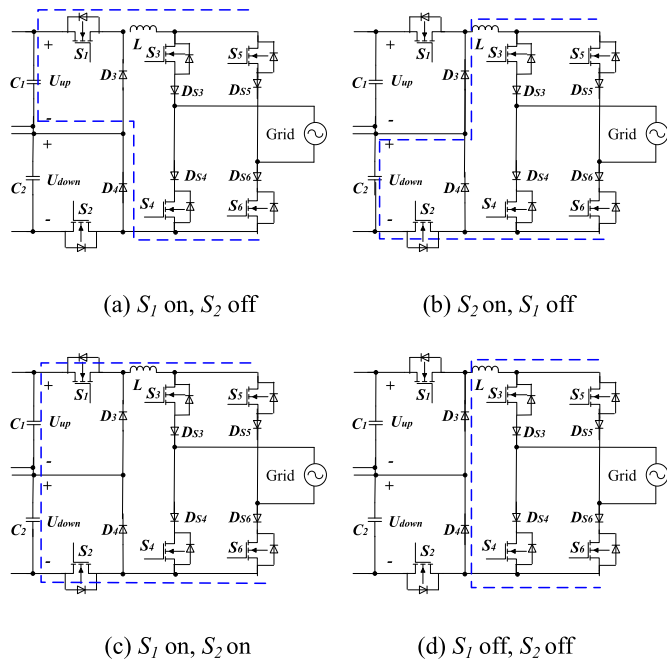 + S1 L S3 S5
C1 Uup D3 DS3 DS5
- Grid
+
C2 Udown DS4 DS6
D4
- S2 S4 S6
(a) S1 on, S2 off
+ S1 L S3 S5
C1 Uup D3 DS3 DS5
- Grid
+
C2 Udown DS4 DS6
D4
- S2 S4 S6
(b) S2 on, S1 off
+ S1 L S3 S5
C1 Uup D3 DS3 DS5
- Grid
+
C2 Udown DS4 DS6
D4
- S2 S4 S6
(c) S1 on, S2 on
+ S1 L S3 S5
C1 Uup D3 DS3 DS5
- Grid
+
C2 Udown DS4 DS6
D4
- S2 S4 S6
(d) S1 off, S2 off